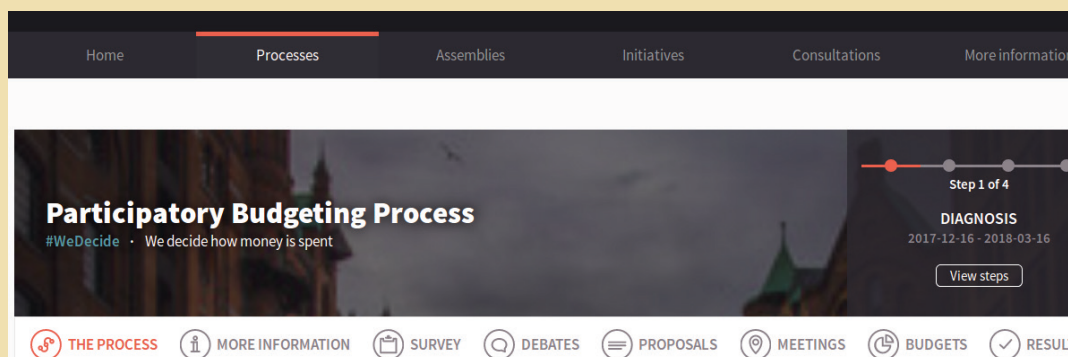 Home Processes Assemblies Initiatives Consultations More information
Participatory Budgeting Process
#WeDecide · We decide how money is spent
Step 1 of 4
DIAGNOSIS
2017-12-16 - 2018-03-16
View steps
THE PROCESS MORE INFORMATION SURVEY DEBATES PROPOSALS MEETINGS BUDGETS